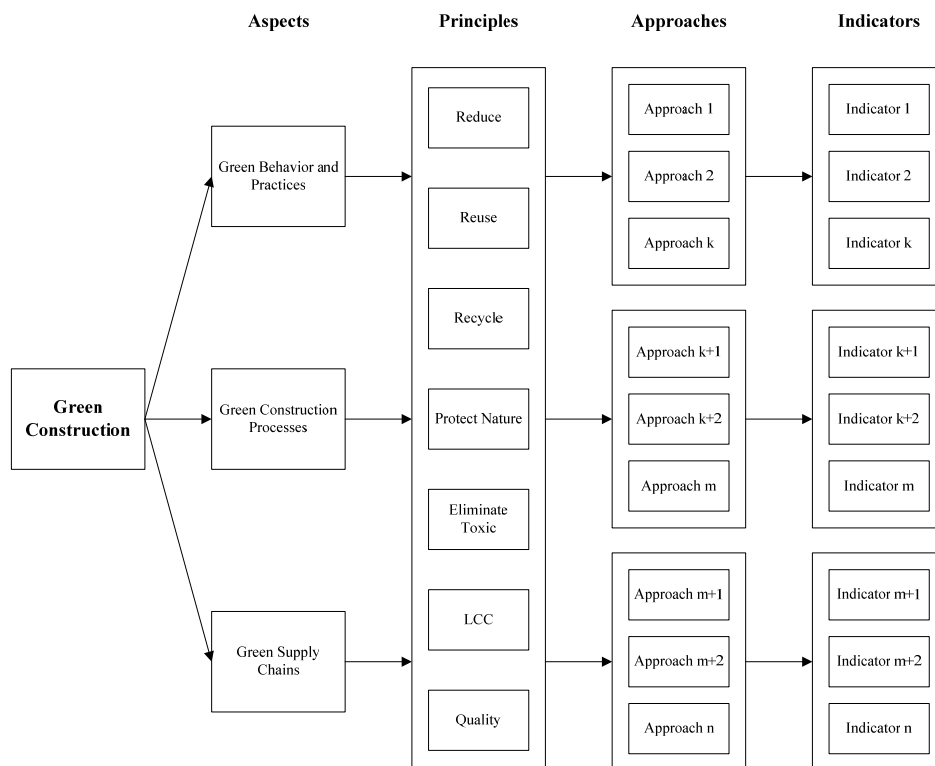 Aspects
Principles
Approaches
Indicators
Green
Construction
Green Behavior and
Practices
Green Construction
Processes
Green Supply
Chains
Reduce
Reuse
Recycle
Protect Nature
Eliminate
Toxic
LCC
Quality
Approach 1
Approach 2
Approach k
Approach k+1
Approach k+2
Approach m
Approach m+1
Approach m+2
Approach n
Indicator 1
Indicator 2
Indicator k
Indicator k+1
Indicator k+2
Indicator m
Indicator m+1
Indicator m+2
Indicator n